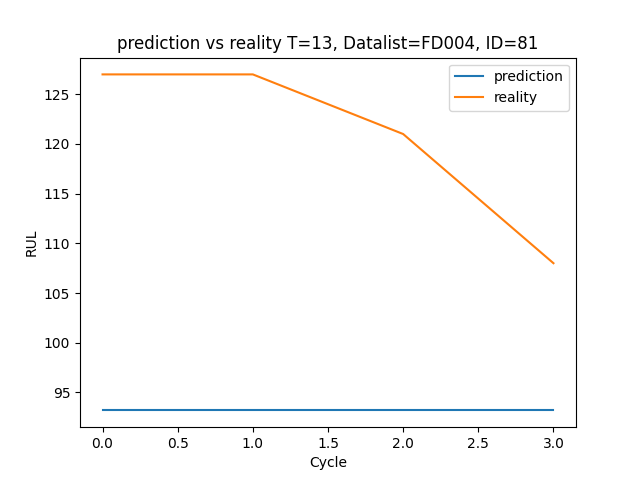 prediction vs reality T=13, Datalist=FD004, ID=81
prediction
reality
RUL
125
120
115
110
105
100
95
0.0 0.5 1.0 1.5 2.0 2.5 3.0
Cycle